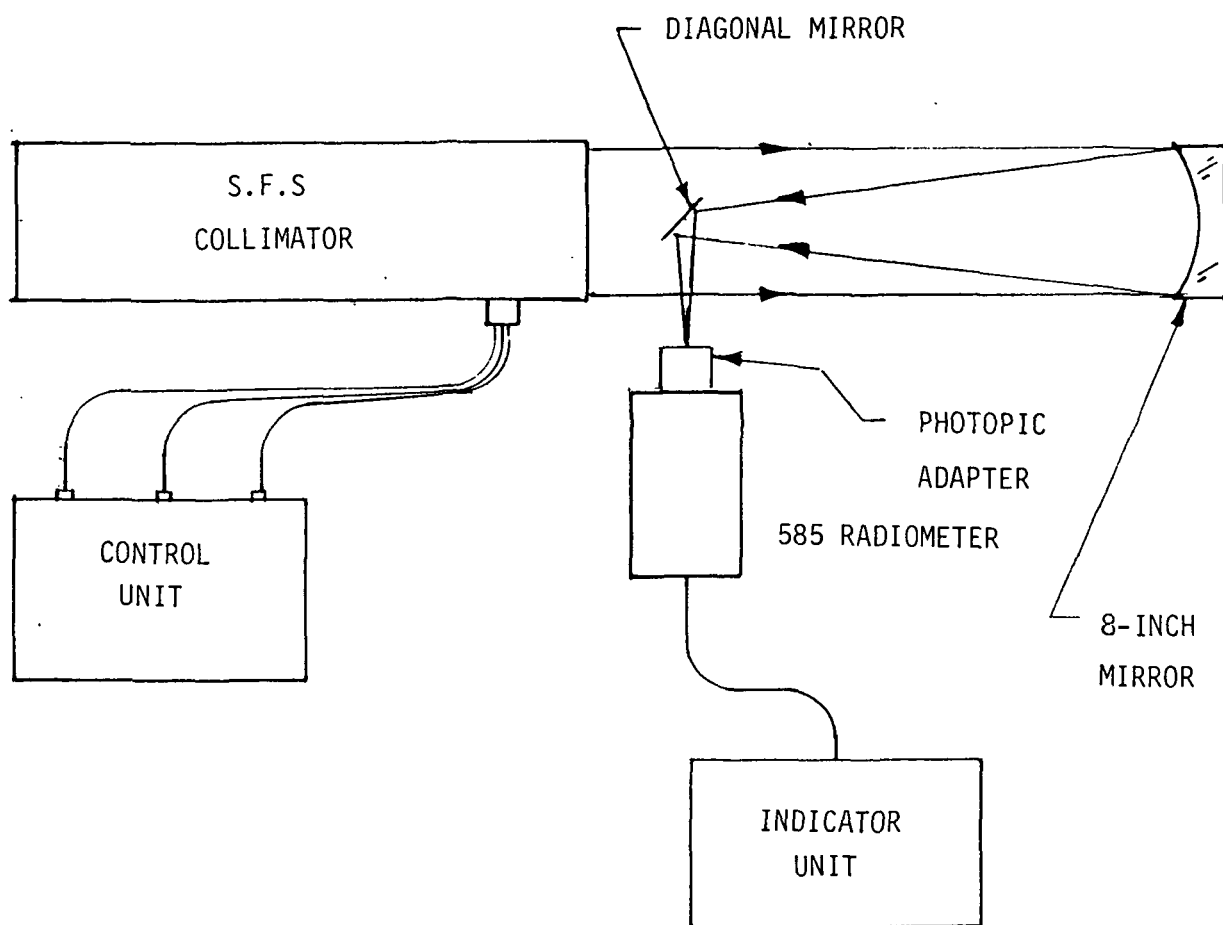 DIAGONAL MIRROR
S.F.S
COLLIMATOR
PHOTOPIC
ADAPTER
585 RADIOMETER
CONTROL
UNIT
8-INCH
MIRROR
INDICATOR
UNIT